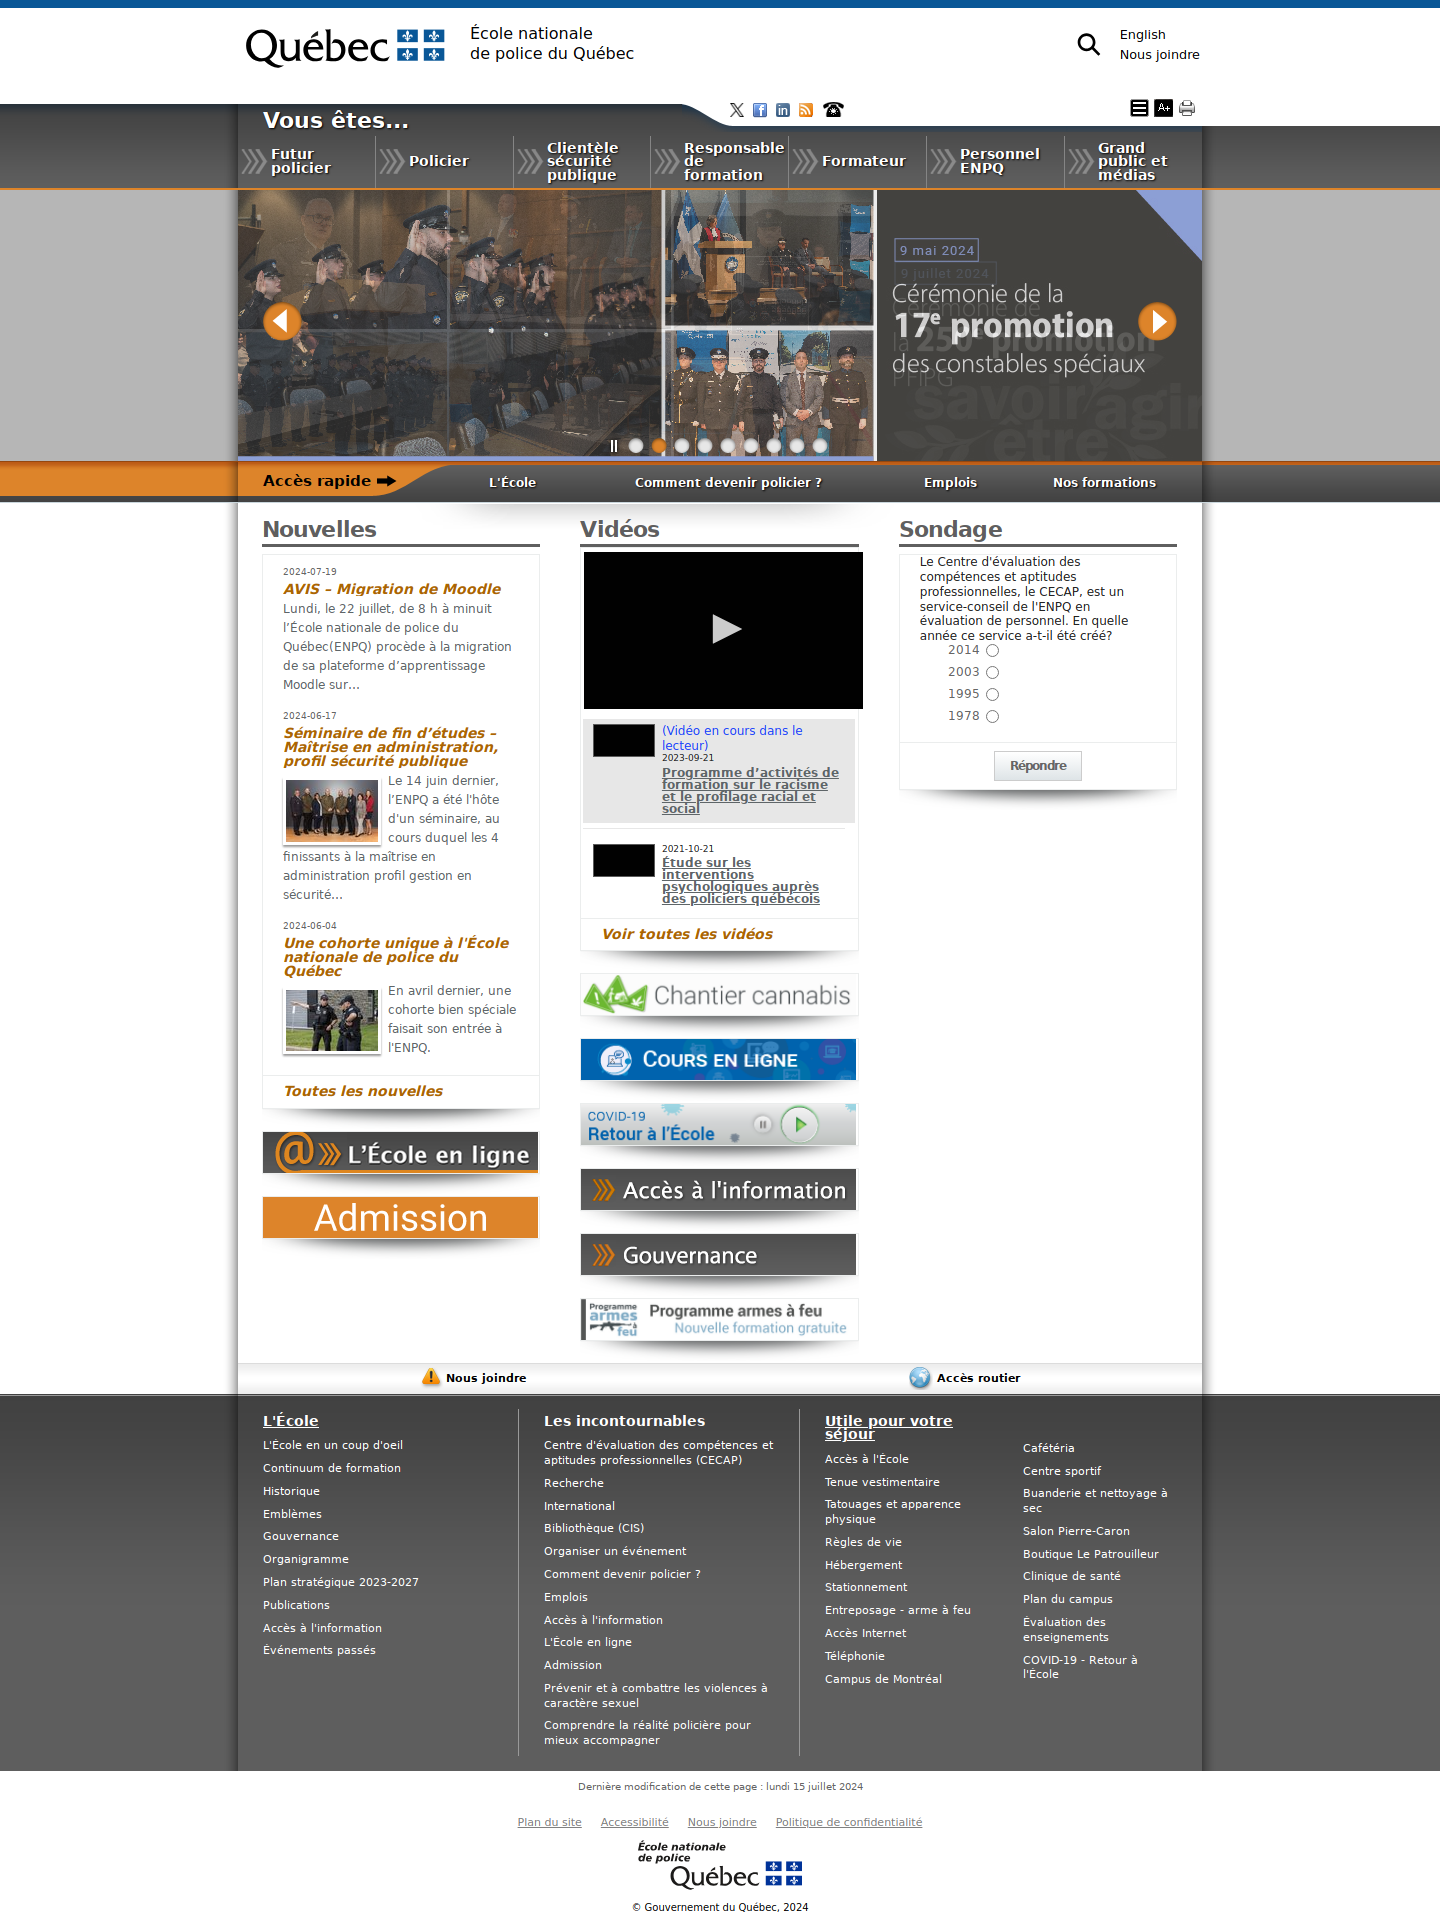 Québec
École nationale
de police du Québec
English
Nous joindre
A+
Vous êtes...
Futur
policier
Policier
Clientèle
sécurité
publique
Responsable
de
formation
Formateur
Personnel
ENPQ
Grand
public et
médias
9 mai 2024
9 juillet 2024
Cérémonie de la
17e promotion
des constables spéciaux
PFIPG
savoir agir
être
Accès rapide
L'École
Comment devenir policier ?
Emplois
Nos formations
Nouvelles
2024-07-19
AVIS – Migration de Moodle
Lundi, le 22 juillet, de 8 h à minuit
l’École nationale de police du
Québec(ENPQ) procède à la migration
de sa plateforme d’apprentissage
Moodle sur...
2024-06-17
Séminaire de fin d’études –
Maîtrise en administration,
profil sécurité publique
Le 14 juin dernier,
l’ENPQ a été l'hôte
d'un séminaire, au
cours duquel les 4
finissants à la maîtrise en
administration profil gestion en
sécurité...
2024-06-04
Une cohorte unique à l'École
nationale de police du
Québec
En avril dernier, une
cohorte bien spéciale
faisait son entrée à
l'ENPQ.
Toutes les nouvelles
@ L’École en ligne
Admission
Vidéos
(Vidéo en cours dans le
lecteur)
2023-09-21
Programme d’activités de
formation sur le racisme
et le profilage racial et
social
2021-10-21
Étude sur les
interventions
psychologiques auprès
des policiers québécois
Voir toutes les vidéos
Chantier cannabis
COURS EN LIGNE
COVID-19
Retour à l’École
Accès à l'information
Gouvernance
Programme
armes
à
feu
Programme armes à feu
Nouvelle formation gratuite
Sondage
Le Centre d'évaluation des
compétences et aptitudes
professionnelles, le CECAP, est un
service-conseil de l'ENPQ en
évaluation de personnel. En quelle
année ce service a-t-il été créé?
2014
2003
1995
1978
Répondre
Nous joindre
Accès routier
L'École
L'École en un coup d'oeil
Continuum de formation
Historique
Emblèmes
Gouvernance
Organigramme
Plan stratégique 2023-2027
Publications
Accès à l'information
Événements passés
Les incontournables
Centre d'évaluation des compétences et
aptitudes professionnelles (CECAP)
Recherche
International
Bibliothèque (CIS)
Organiser un événement
Comment devenir policier ?
Emplois
Accès à l'information
L'École en ligne
Admission
Prévenir et à combattre les violences à
caractère sexuel
Comprendre la réalité policière pour
mieux accompagner
Utile pour votre
séjour
Accès à l'École
Tenue vestimentaire
Tatouages et apparence
physique
Règles de vie
Hébergement
Stationnement
Entreposage - arme à feu
Accès Internet
Téléphonie
Campus de Montréal
Cafétéria
Centre sportif
Buanderie et nettoyage à
sec
Salon Pierre-Caron
Boutique Le Patrouilleur
Clinique de santé
Plan du campus
Évaluation des
enseignements
COVID-19 - Retour à
l'École
Dernière modification de cette page : lundi 15 juillet 2024
Plan du site
Accessibilité
Nous joindre
Politique de confidentialité
École nationale
de police
Québec
© Gouvernement du Québec, 2024